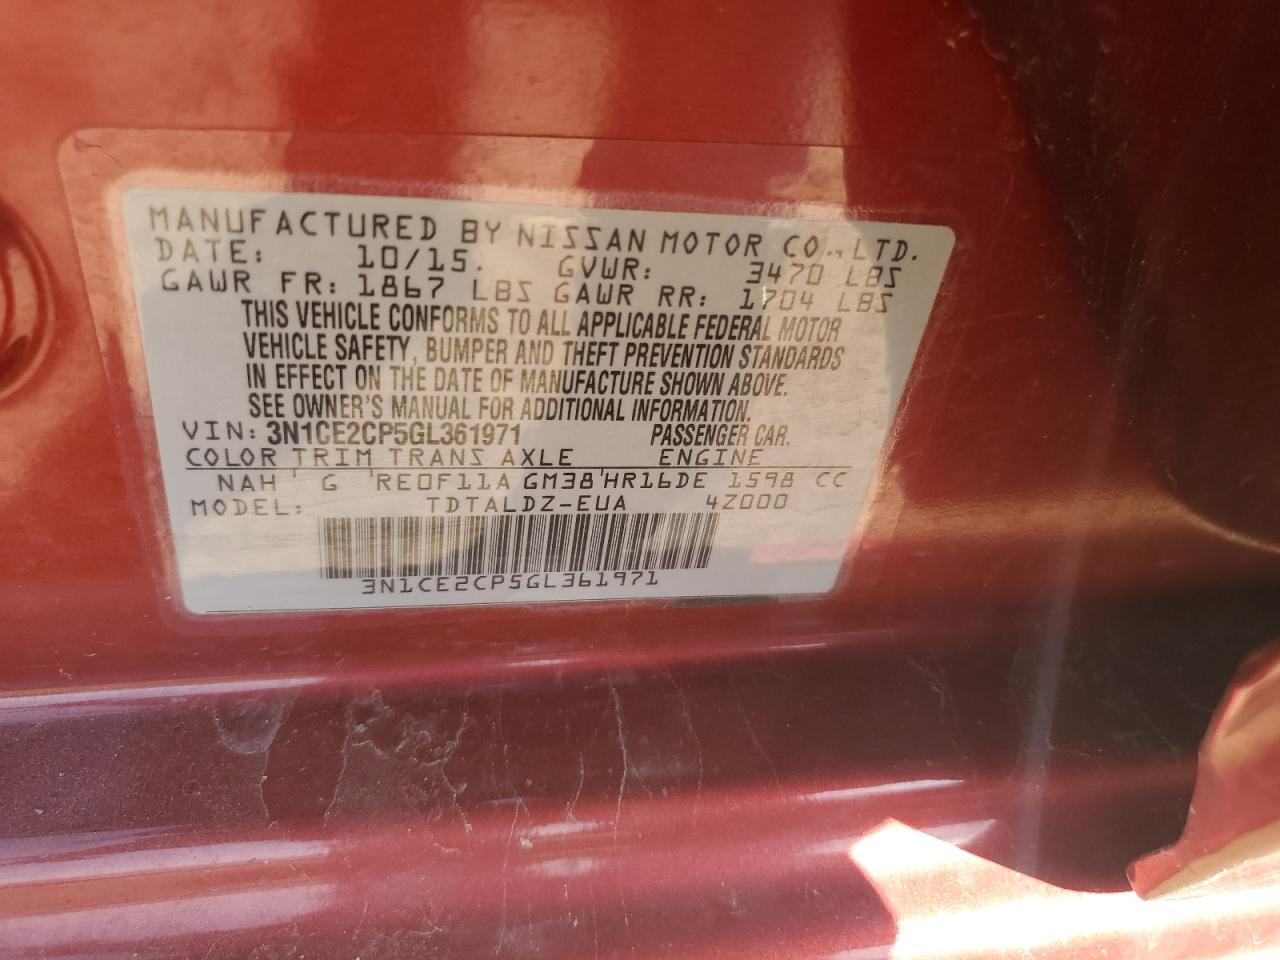 MANUFACTURED BY NISSAN MOTOR CO., LTD.
DATE: 10/15. GVWR: 3470 LBS
GAWR FR: 1867 LBS GAWR RR: 1704 LBS
THIS VEHICLE CONFORMS TO ALL APPLICABLE FEDERAL MOTOR
VEHICLE SAFETY, BUMPER AND THEFT PREVENTION STANDARDS
IN EFFECT ON THE DATE OF MANUFACTURE SHOWN ABOVE.
SEE OWNER'S MANUAL FOR ADDITIONAL INFORMATION.
VIN: 3N1CE2CP5GL361971 PASSENGER CAR.
COLOR TRIM TRANS AXLE ENGINE
NAH ' G 'RE0F11A GM38'HR16DE 1598 CC
MODEL: TDTALDZ-EUA 4Z000
3N1CE2CP5GL361971